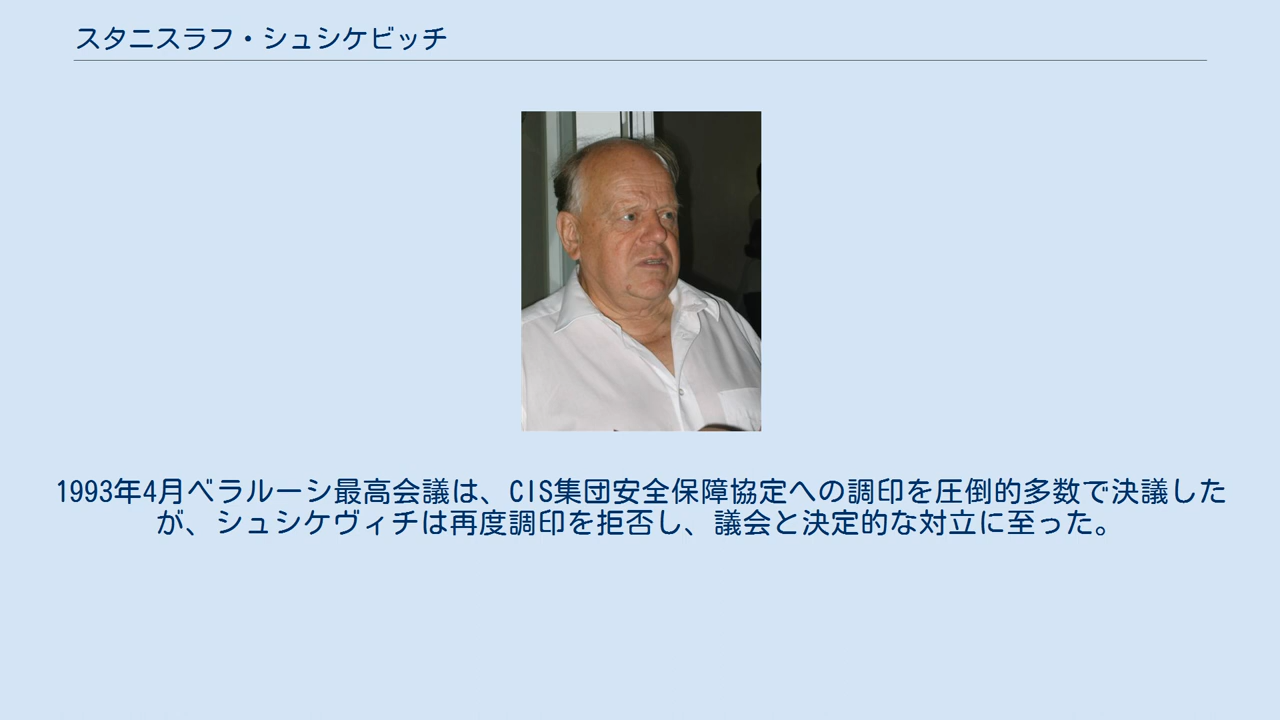 スタニスラフ・シュシケビッチ
1993年4月ベラルーシ最高会議は、CIS集団安全保障協定への調印を圧倒的多数で決議した
が、シュシケヴィチは再度調印を拒否し、議会と決定的な対立に至った。